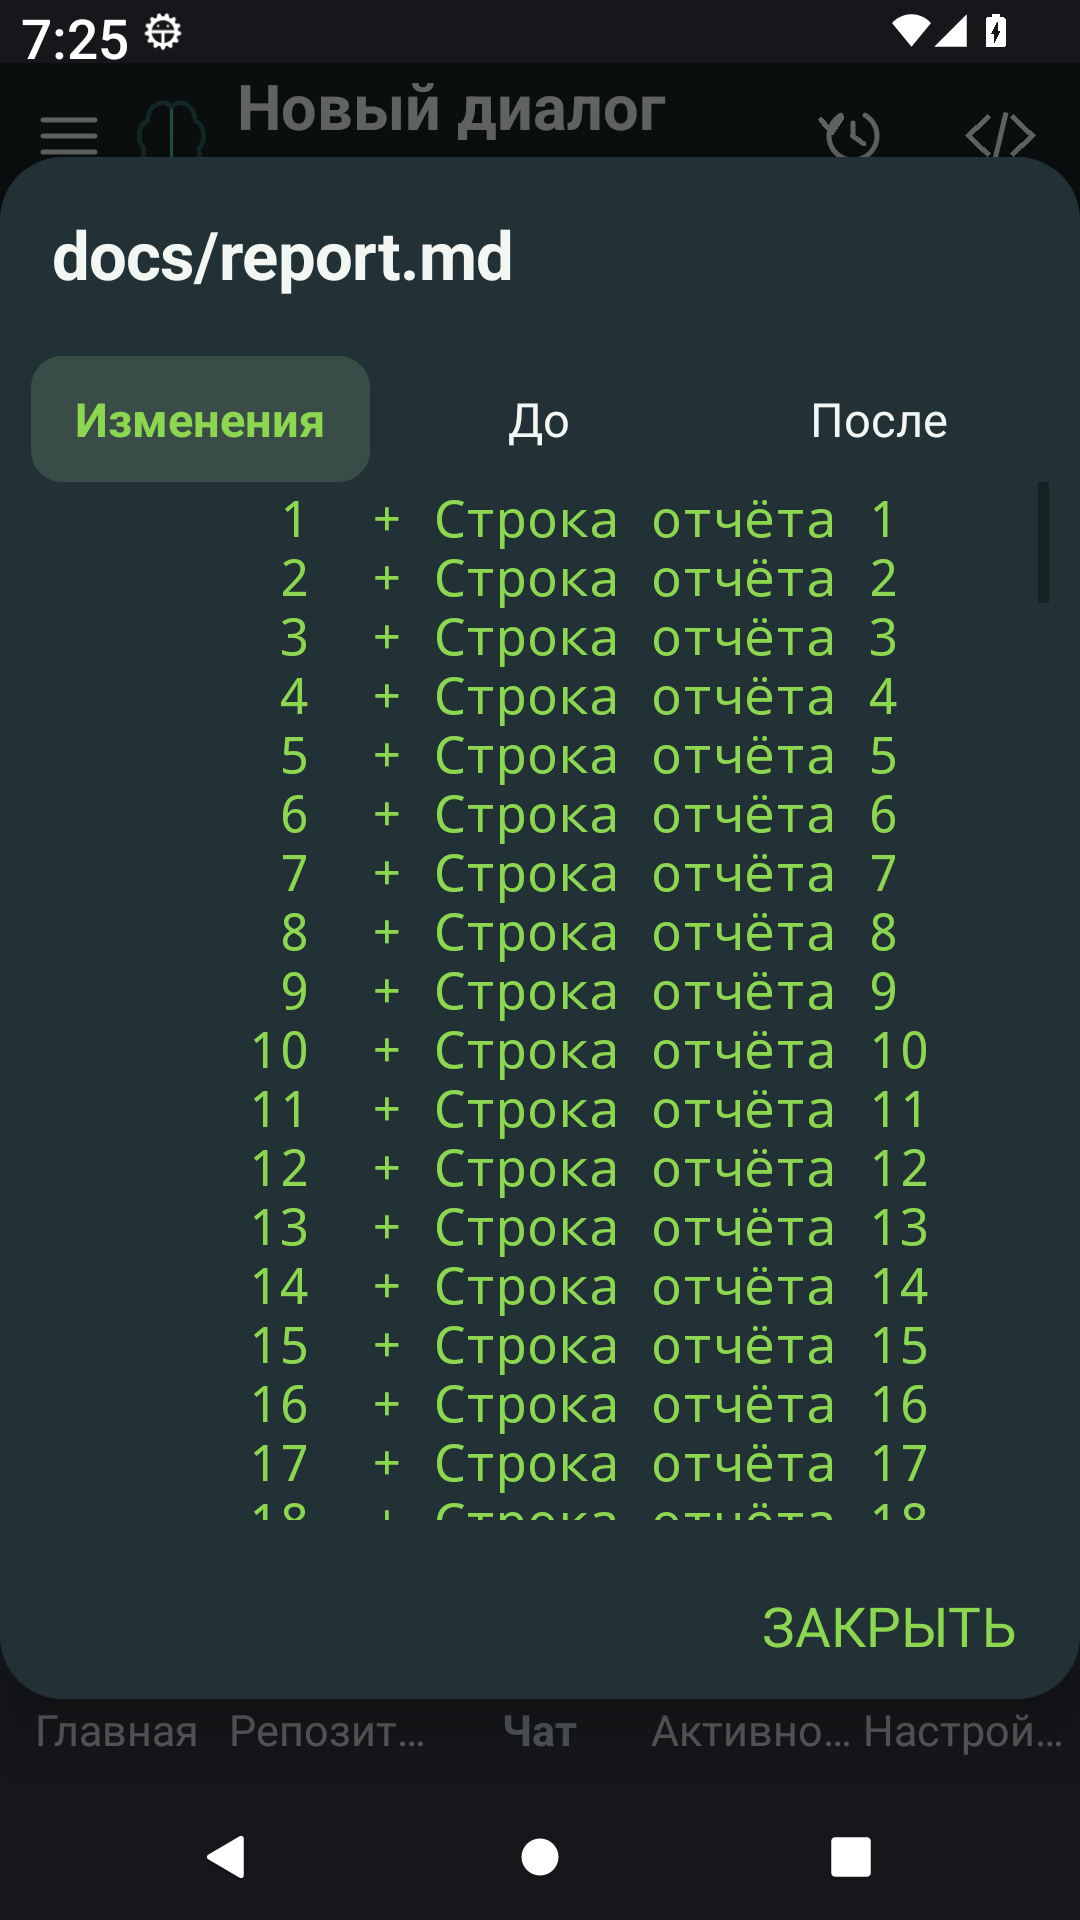 7:25
Новый диалог
docs/report.md
Изменения До После
1 + Строка отчёта 1
2 + Строка отчёта 2
3 + Строка отчёта 3
4 + Строка отчёта 4
5 + Строка отчёта 5
6 + Строка отчёта 6
7 + Строка отчёта 7
8 + Строка отчёта 8
9 + Строка отчёта 9
10 + Строка отчёта 10
11 + Строка отчёта 11
12 + Строка отчёта 12
13 + Строка отчёта 13
14 + Строка отчёта 14
15 + Строка отчёта 15
16 + Строка отчёта 16
17 + Строка отчёта 17
18 + Строка отчёта 18
ЗАКРЫТЬ
Главная Репозит… Чат Активно… Настрой…